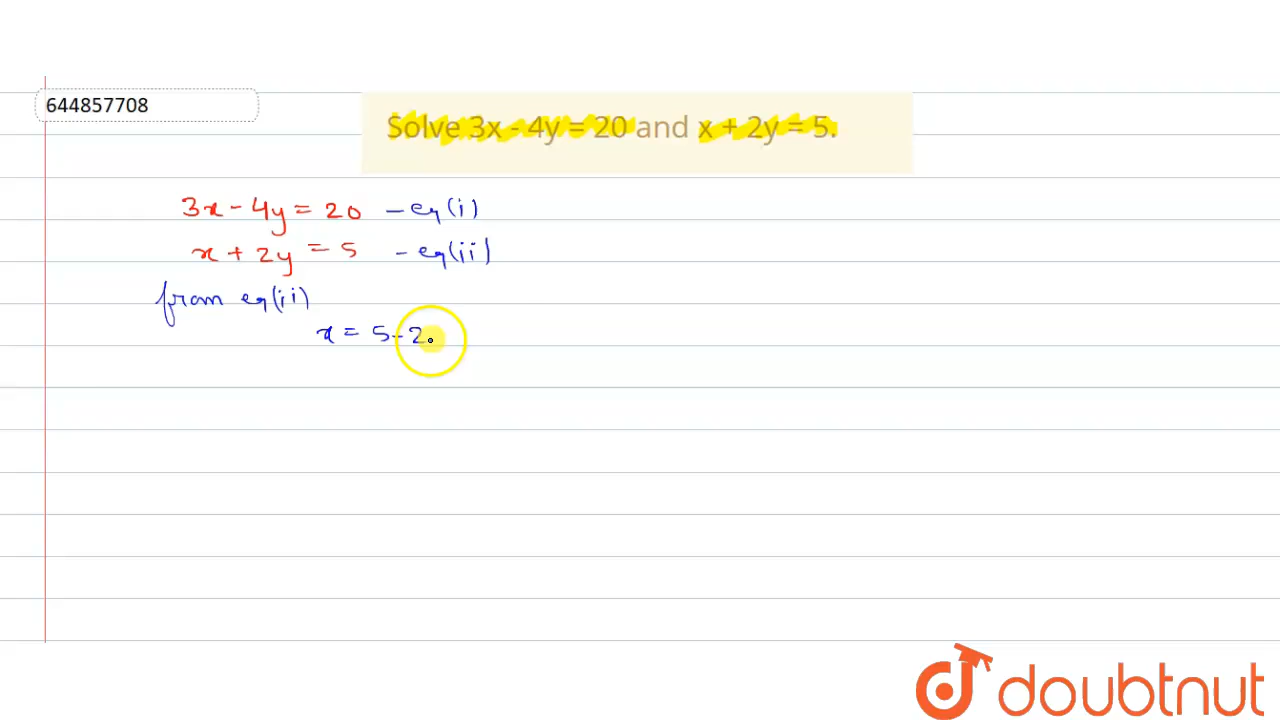 644857708
Solve 3x - 4y = 20 and x + 2y = 5.
3x - 4y = 20 - eq(i)
x + 2y = 5 - eq(ii)
from eq(ii)
x = 5 - 2
doubtnut